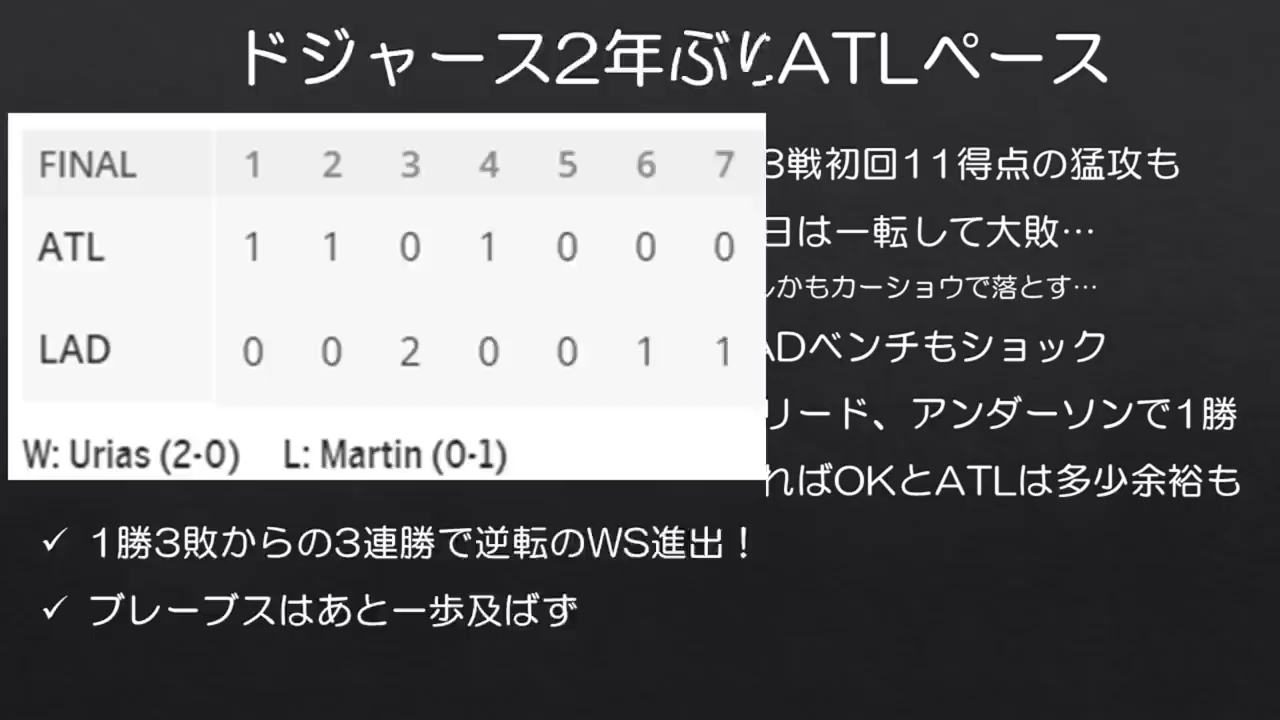 ドジャース2年ぶりATLペース
FINAL 1 2 3 4 5 6 7
ATL 1 1 0 1 0 0 0
LAD 0 0 2 0 0 1 1
W: Urias (2-0) L: Martin (0-1)
3戦初回11得点の猛攻も
日は一転して大敗…
しかもカーショウで落とす…
ADベンチもショック
リード、アンダーソンで1勝
ればOKとATLは多少余裕も
✓ 1勝3敗からの3連勝で逆転のWS進出！
✓ ブレーブスはあと一歩及ばず